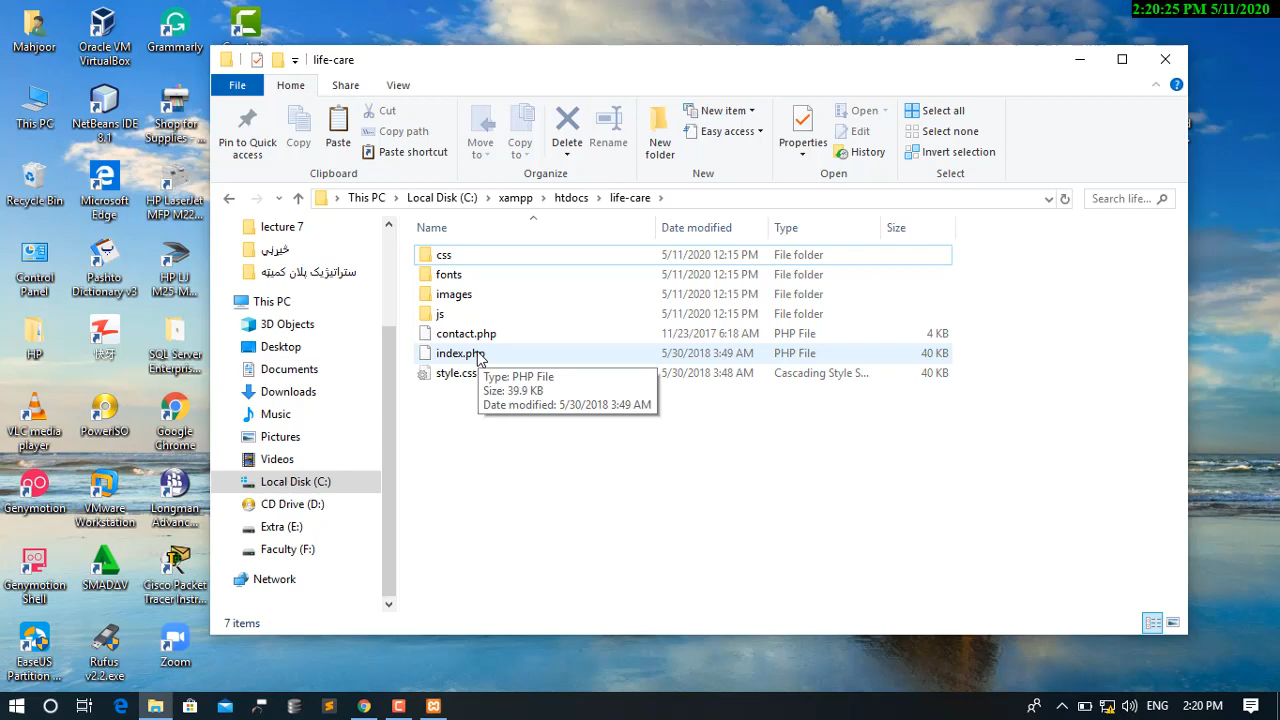 2:20:25 PM 5/11/2020
Mahjoor
Oracle VM
VirtualBox
Grammarly
This PC
NetBeans IDE
8.1
Shop for
Supplies - ...
Recycle Bin
Microsoft
Edge
HP LaserJet
MFP M22...
Control
Panel
Pashto
Dictionary v3
HP LJ
M25-M...
HP
快牙
SQL Server
Enterpris...
VLC media
player
PowerISO
Google
Chrome
Genymotion
VMware
Workstation
Longman
Advanc...
Genymotion
Shell
SMADΔV
Cisco Packet
Tracer Instr...
EaseUS
Partition ...
Rufus
v2.2.exe
Zoom
life-care
File
Home
Share
View
Pin to Quick
access
Copy
Paste
Cut
Copy path
Paste shortcut
Clipboard
Move
to
Copy
to
Delete
Rename
Organize
New
folder
New item
Easy access
New
Properties
Open
Edit
History
Open
Select all
Select none
Invert selection
Select
This PC
Local Disk (C:)
xampp
htdocs
life-care
Search life...
lecture 7
څېړنې
ستراتیژیک پلان کمیټه
This PC
3D Objects
Desktop
Documents
Downloads
Music
Pictures
Videos
Local Disk (C:)
CD Drive (D:)
Extra (E:)
Faculty (F:)
Network
Name Date modified Type Size
css 5/11/2020 12:15 PM File folder
fonts 5/11/2020 12:15 PM File folder
images 5/11/2020 12:15 PM File folder
js 5/11/2020 12:15 PM File folder
contact.php 11/23/2017 6:18 AM PHP File 4 KB
index.php 5/30/2018 3:49 AM PHP File 40 KB
style.css 5/30/2018 3:48 AM Cascading Style S... 40 KB
Type: PHP File
Size: 39.9 KB
Date modified: 5/30/2018 3:49 AM
7 items
ENG
2:20 PM